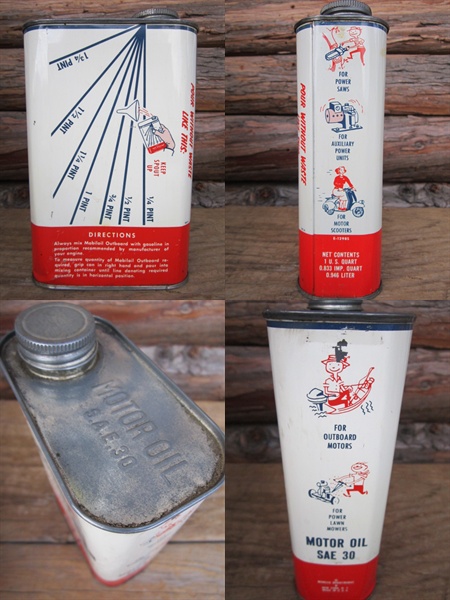 1 3/4 PINT
1 1/2 PINT
1 1/4 PINT
1 PINT
3/4 PINT
1/2 PINT
1/4 PINT
POUR WITHOUT WASTE
LIKE THIS:
KEEP
SPOUT
UP
DIRECTIONS
Always mix Mobiloil Outboard with gasoline in
proportion recommended by manufacturer of
your engine.
To measure quantity of Mobiloil Outboard re-
quired, grip can in right hand and pour into
mixing container until line denoting required
quantity is in horizontal position.
POUR WITHOUT WASTE
FOR
POWER
SAWS
FOR
AUXILIARY
POWER
UNITS
FOR
MOTOR
SCOOTERS
NET CONTENTS
1 U.S. QUART
0.833 IMP. QUART
0.946 LITER
MOTOR OIL
S.A.E.30
FOR
OUTBOARD
MOTORS
FOR
POWER
LAWN
MOWERS
MOTOR OIL
SAE 30